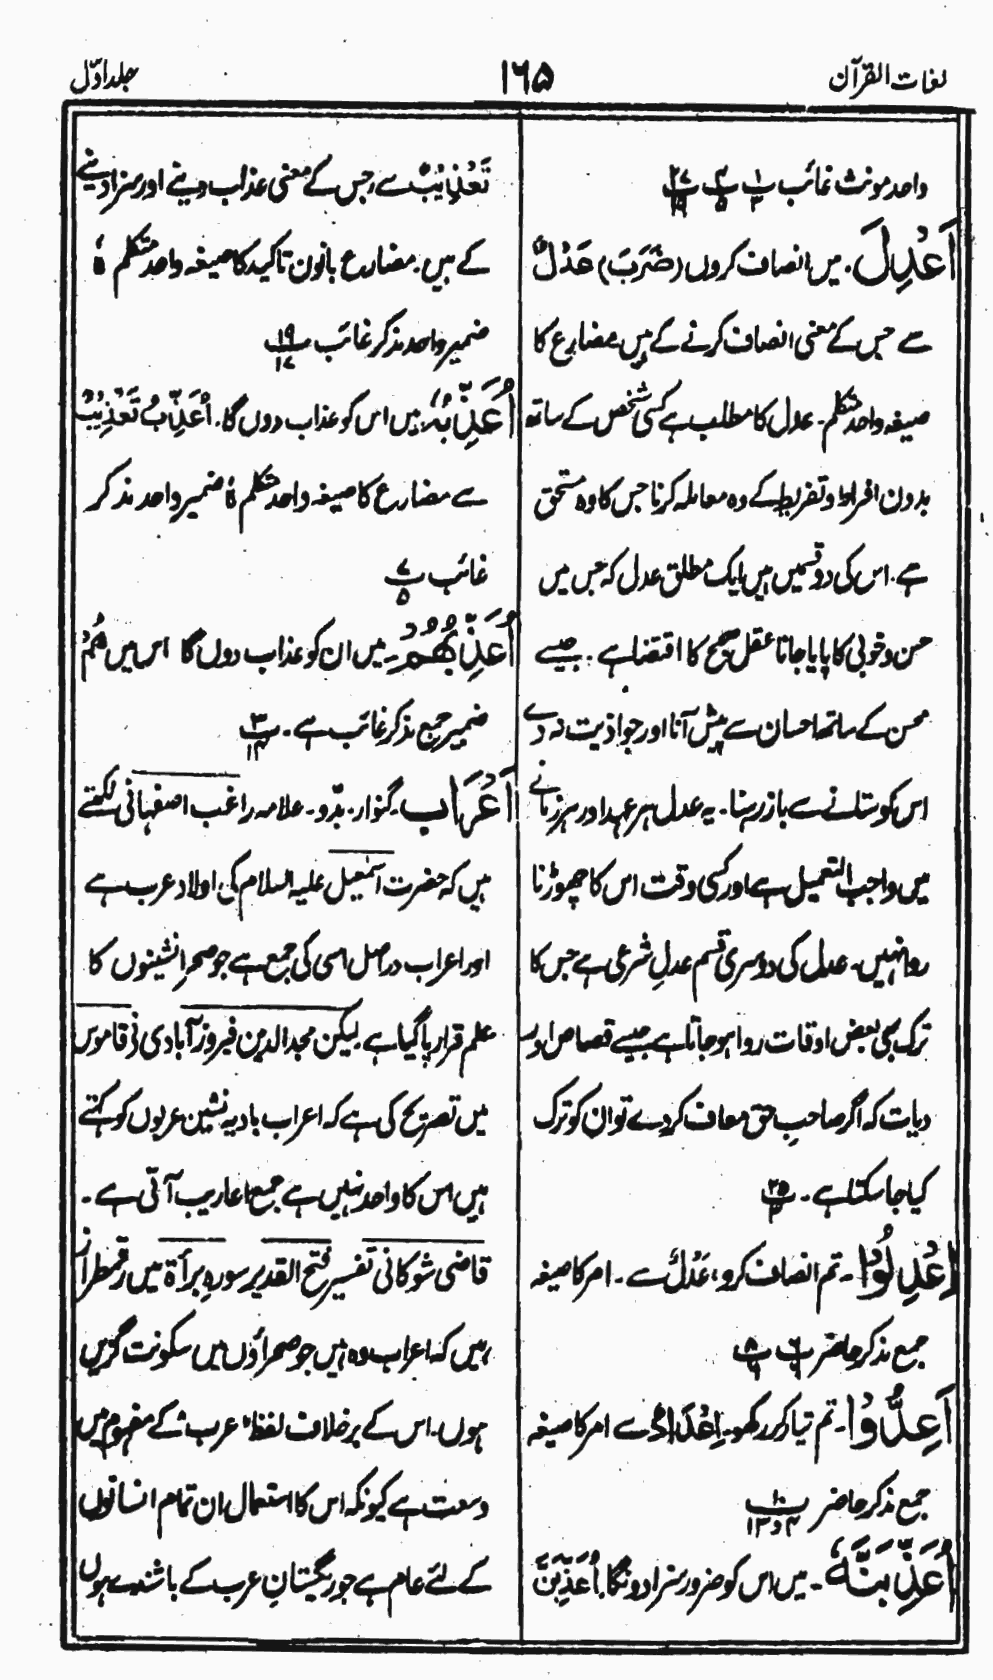 لغات القرآن
۱۶۵
جلد اوّل
واحد مونث غائب پ
اَعْدِلَ۔ میں انصاف کروں (ضَرَبَ) عَدْلٌ
سے جس کے معنی انصاف کرنے کے ہیں مضارع کا
صیغہ واحد متکلم۔ عدل کا مطلب ہے کسی شخص کے ساتھ
بدون افراط و تفریط کے وہ معاملہ کرنا جس کا وہ مستحق
ہے۔ اس کی دو قسمیں ہیں ایک مطلق عدل کہ جس میں
حسن و خوبی کا پایا جانا عقل صحیح کا اقتضا ہے۔ جیسے
محسن کے ساتھ احسان سے پیش آنا اور جو اذیت نہ دے
اس کو ستانے سے باز رہنا۔ یہ عدل ہر عہد اور ہر زمانے
میں واجب التعمیل ہے اور کسی وقت اس کا چھوڑنا
روا نہیں۔ عدل کی دوسری قسم عدلِ شرعی ہے جس کا
ترک بھی بعض اوقات روا ہو جاتا ہے جیسے قصاص اور
دیات کہ اگر صاحبِ حق معاف کر دے تو ان کو ترک
کیا جا سکتا ہے۔ پ
اِعْدِلُوْا۔ تم انصاف کرو، عَدْلٌ سے۔ امر کا صیغہ
جمع مذکر حاضر پ
اَعِدُّوْا۔ تم تیار کر رکھو۔ اِعْدَادٌ سے امر کا صیغہ
جمع مذکر حاضر پ ۱۰ ۳ و ۱۳
اُعَذِّبَنَّهٗ۔ میں اس کو ضرور سزا دونگا۔ اُعَذِّبَنَّ
تَعْذِیْبٌ سے، جس کے معنی عذاب دینے اور سزا دینے
کے ہیں۔ مضارع بانون تاکید کا صیغہ واحد متکلم ہٗ
ضمیر واحد مذکر غائب پ ۱۹ ۱۷
اُعَذِّبُهٗ۔ میں اس کو عذاب دوں گا۔ اُعَذِّبُ تَعْذِیْبٌ
سے مضارع کا صیغہ واحد متکلم ہٗ ضمیر واحد مذکر
غائب پ ۷ ۵
اُعَذِّبُهُمْ۔ میں ان کو عذاب دوں گا اس میں ھُمْ
ضمیر جمع مذکر غائب ہے۔ پ ۳ ۱۴
اَعْرَاب۔ گنوار۔ بدّو۔ علامہ راغب اصفہانی لکھتے
ہیں کہ حضرت اسمٰعیل علیہ السلام کی اولاد عرب ہے
اور اعراب دراصل اسی کی جمع ہے جو صحرا نشینوں کا
علم قرار پا گیا ہے۔ لیکن مجد الدین فیروز آبادی نے قاموس
میں تصریح کی ہے کہ اعراب بادیہ نشین عربوں کو کہتے
ہیں اس کا واحد نہیں ہے جمع اعاریب آتی ہے۔
قاضی شوکانی تفسیر فتح القدیر سورہ براۃ میں رقمطراز
ہیں کہ اعراب وہ ہیں جو صحراؤں میں سکونت گزیں
ہوں۔ اس کے برخلاف لفظ "عرب" کے مفہوم میں
وسعت ہے کیونکہ اس کا استعمال ان تمام انسانوں
کے لئے عام ہے جو ریگستانِ عرب کے باشندے ہوں